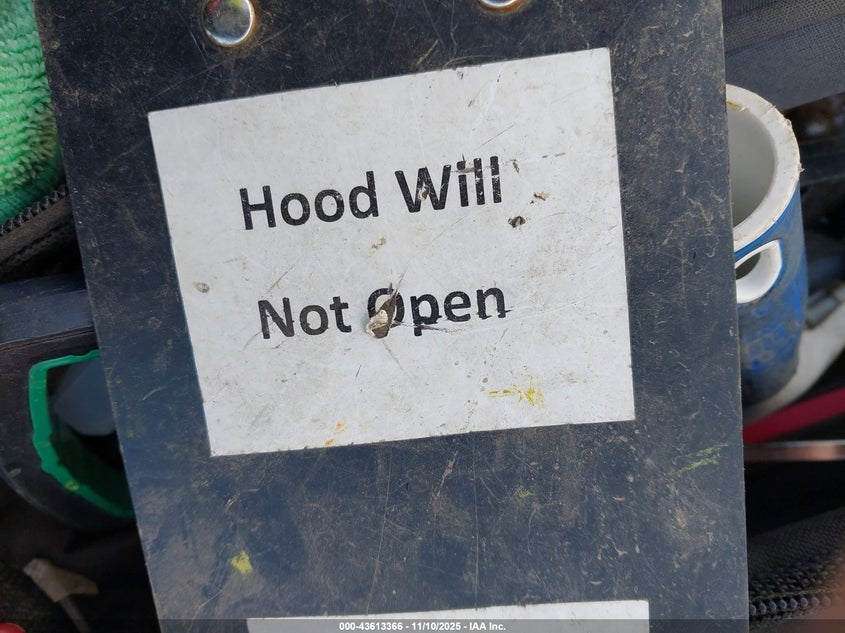 Hood Will
Not Open
000-43613366 - 11/10/2025 - IAA Inc.